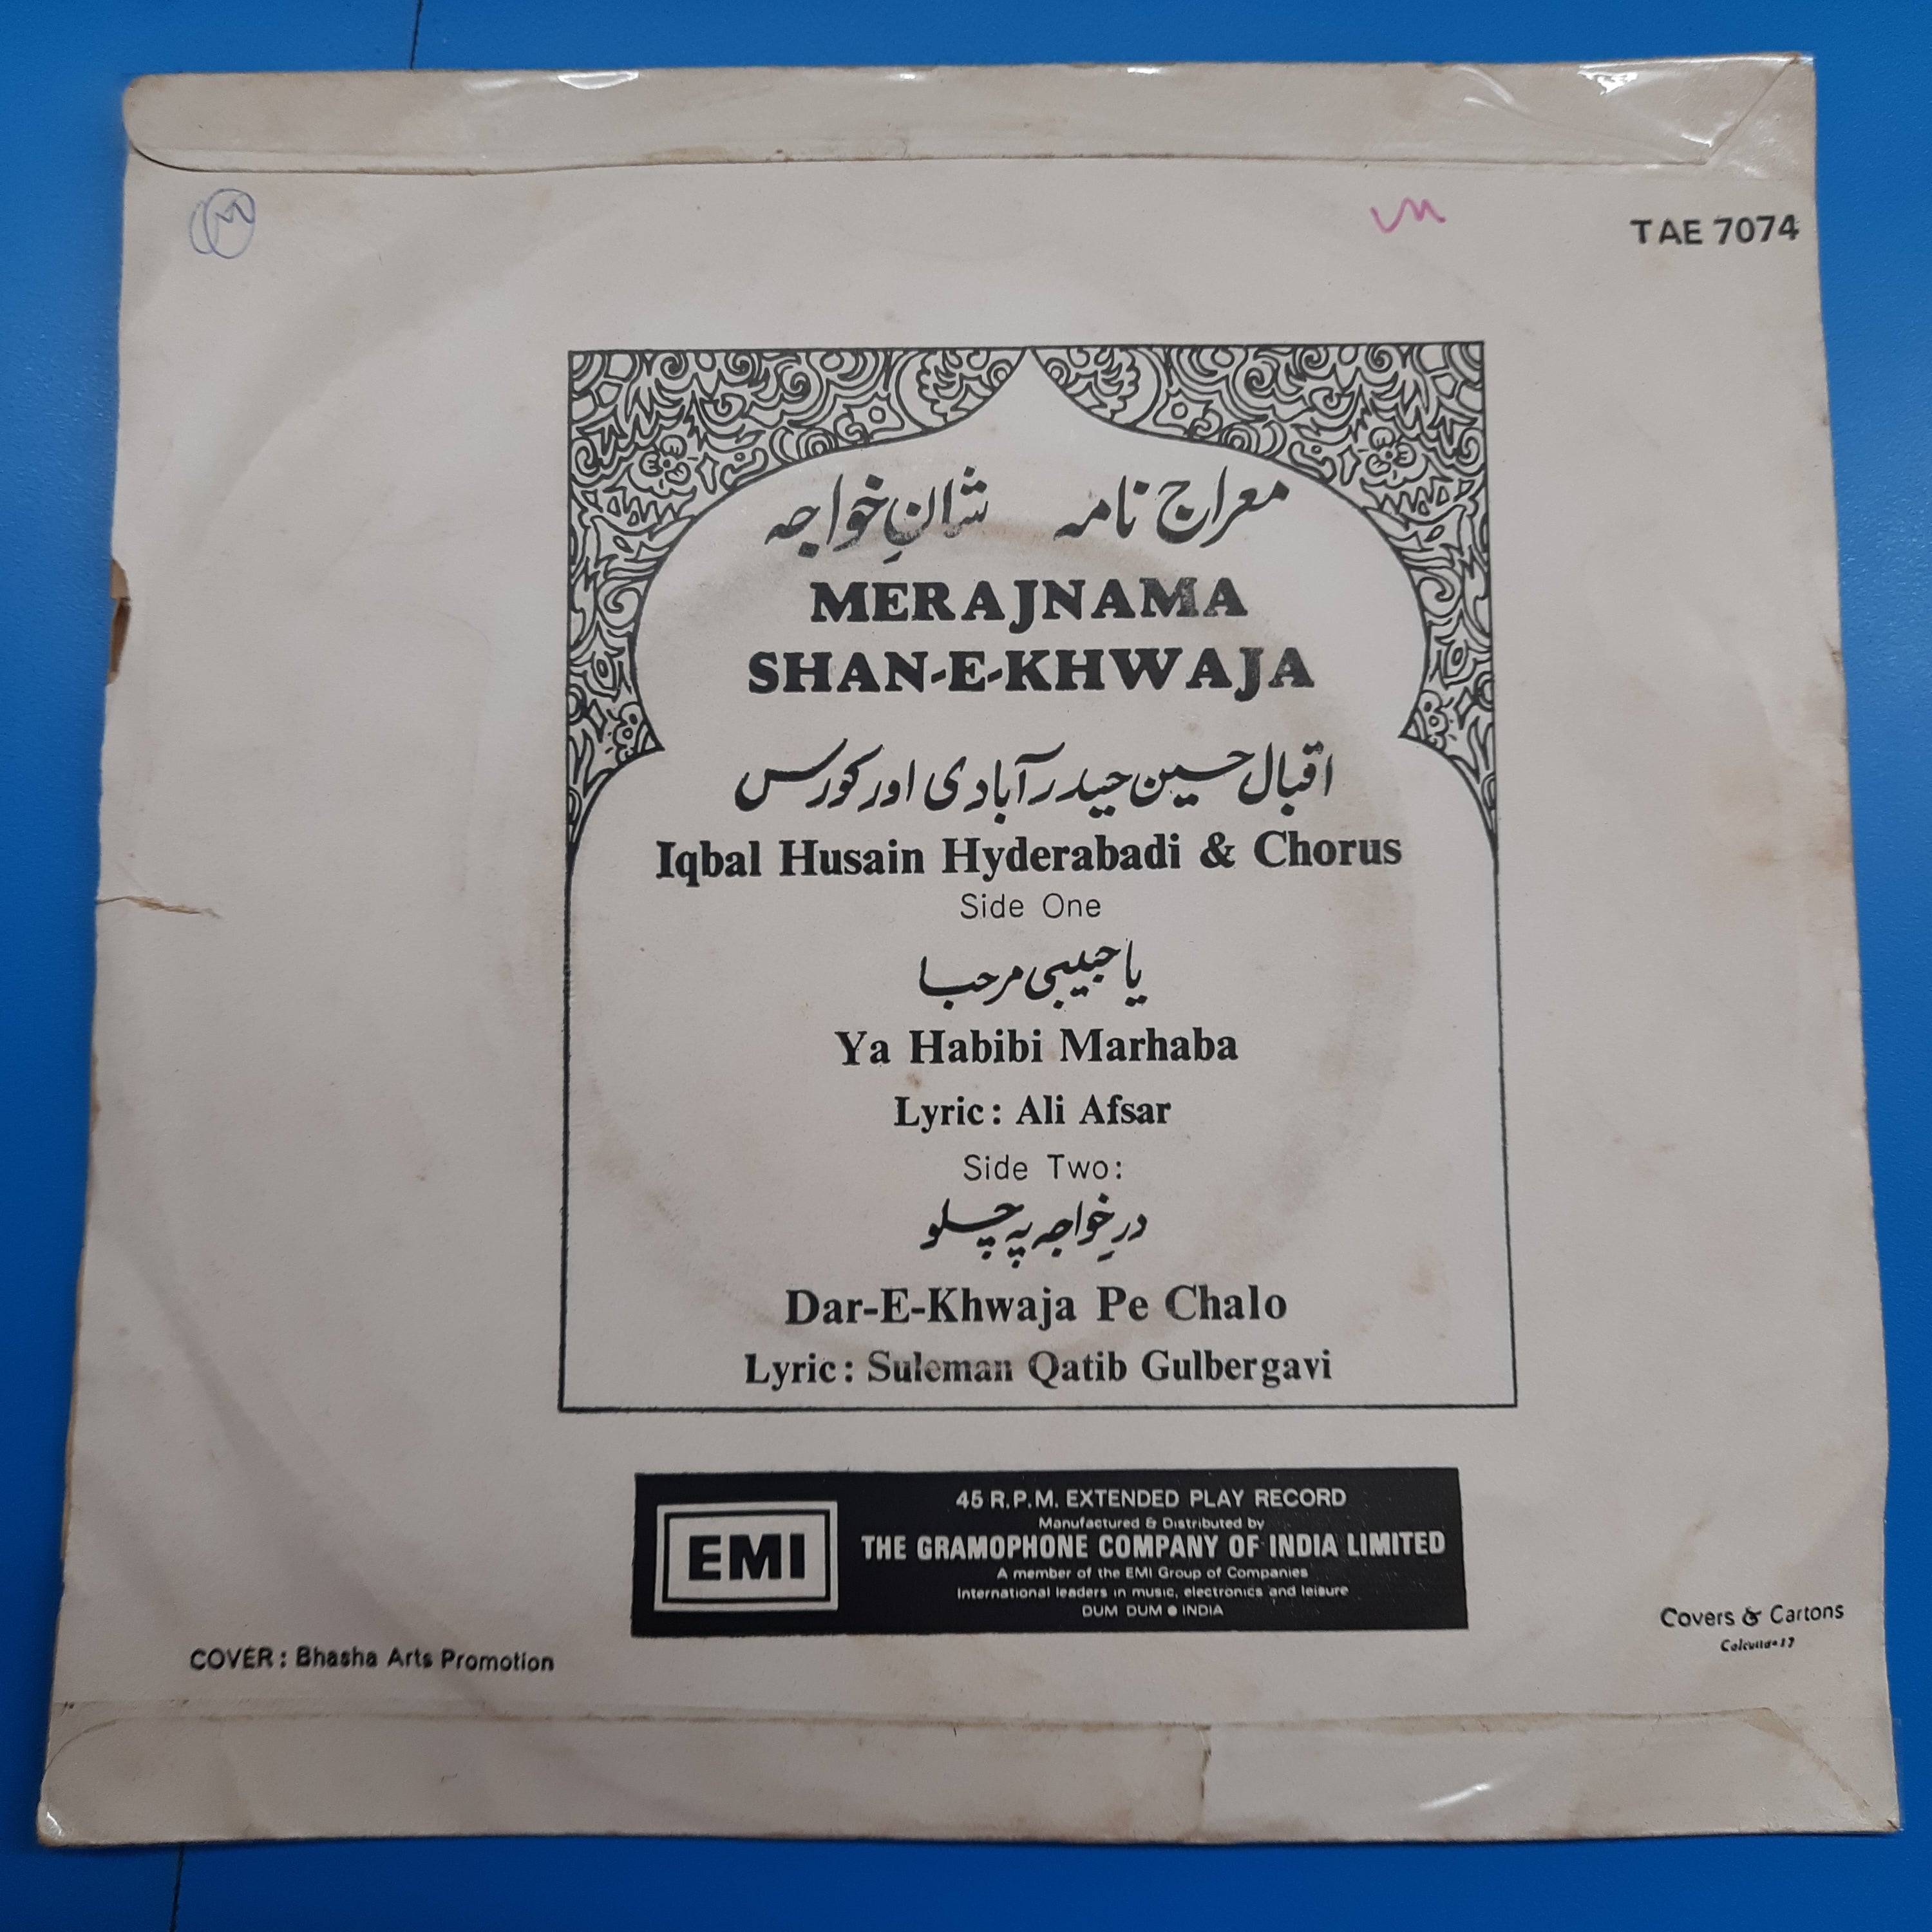 TAE 7074
معراج نامہ شانِ خواجہ
MERAJNAMA
SHAN-E-KHWAJA
اقبال حسین حیدرآبادی اور کورس
Iqbal Husain Hyderabadi & Chorus
Side One
یا حبیبی مرحبا
Ya Habibi Marhaba
Lyric: Ali Afsar
Side Two:
درِ خواجہ پہ چلو
Dar-E-Khwaja Pe Chalo
Lyric: Suleman Qatib Gulbergavi
EMI
45 R.P.M. EXTENDED PLAY RECORD
Manufactured & Distributed by
THE GRAMOPHONE COMPANY OF INDIA LIMITED
A member of the EMI Group of Companies
International leaders in music, electronics and leisure
DUM DUM ● INDIA
COVER: Bhasha Arts Promotion
Covers & Cartons
Calcutta-17